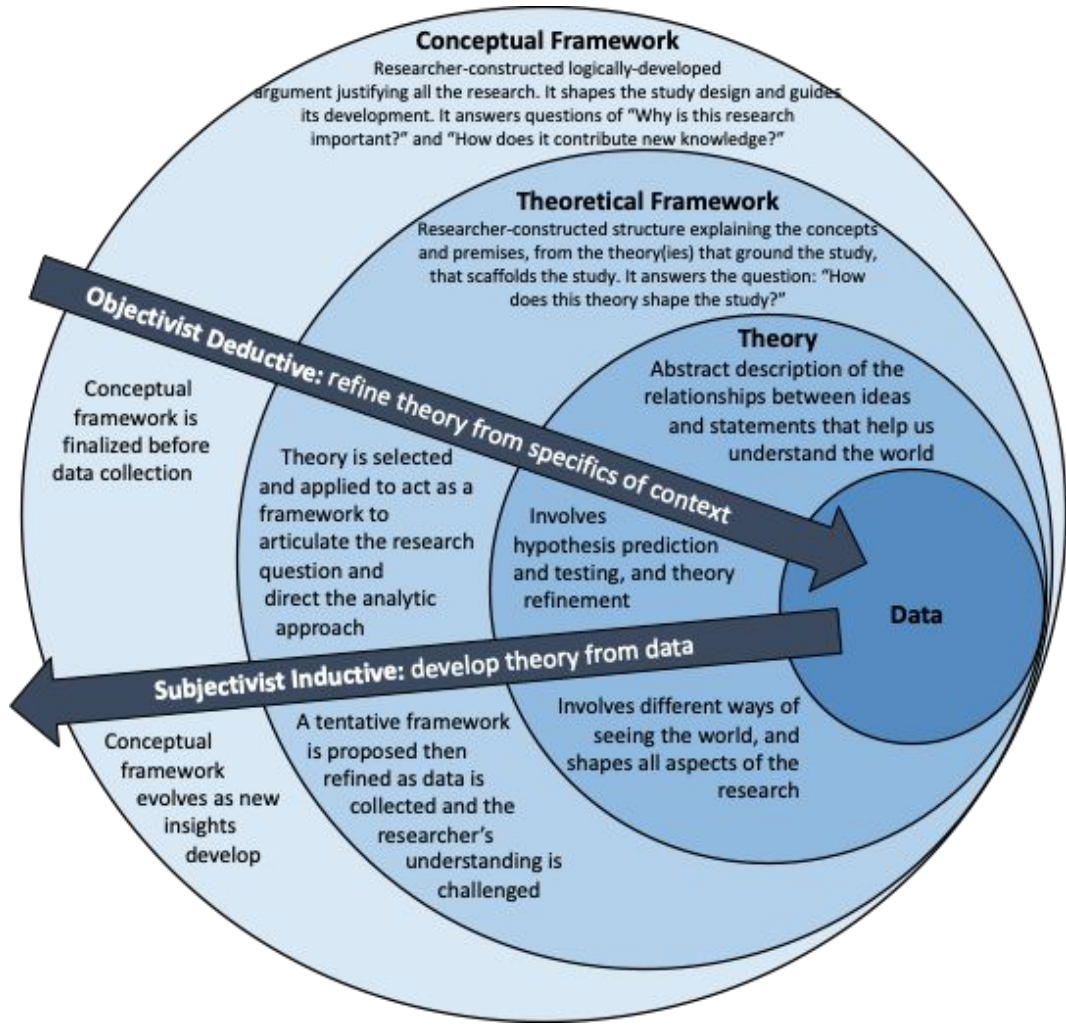 Conceptual Framework
Researcher-constructed logically-developed
argument justifying all the research. It shapes the study design and guides
its development. It answers questions of “Why is this research
important?” and “How does it contribute new knowledge?”
Theoretical Framework
Researcher-constructed structure explaining the concepts
and premises, from the theory(ies) that ground the study,
that scaffolds the study. It answers the question: “How
does this theory shape the study?”
Theory
Abstract description of the
relationships between ideas
and statements that help us
understand the world
Objectivist Deductive: refine theory from specifics of context
Conceptual
framework is
finalized before
data collection
Theory is selected
and applied to act as a
framework to
articulate the research
question and
direct the analytic
approach
Involves
hypothesis prediction
and testing, and theory
refinement
Data
Subjectivist Inductive: develop theory from data
Conceptual
framework
evolves as new
insights
develop
A tentative framework
is proposed then
refined as data is
collected and the
researcher’s
understanding is
challenged
Involves different ways of
seeing the world, and
shapes all aspects of the
research